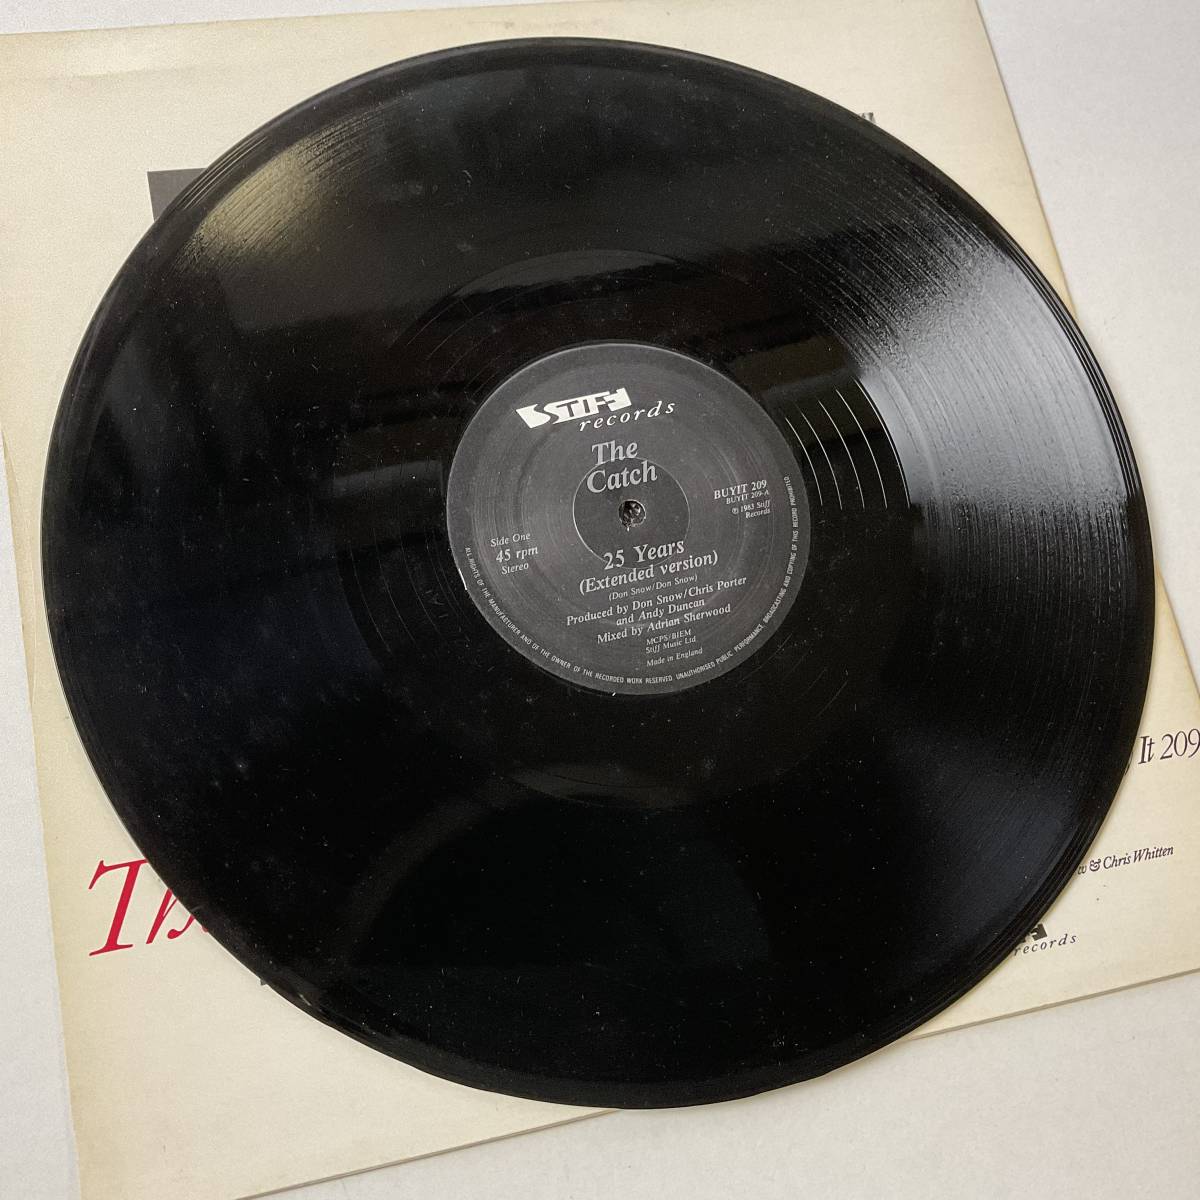 STIFF
records
The
Catch
BUYIT 209
BUYIT 209-A
℗ 1983 Stiff
Records
Side One
45 rpm
Stereo
25 Years
(Extended version)
(Don Snow/Don Snow)
Produced by Don Snow/Chris Porter
and Andy Duncan
Mixed by Adrian Sherwood
MCPS/BIEM
Stiff Music Ltd
Made in England
ALL RIGHTS OF THE MANUFACTURER AND OF THE OWNER OF THE RECORDED WORK RESERVED. UNAUTHORISED PUBLIC PERFORMANCE, BROADCASTING AND COPYING OF THIS RECORD PROHIBITED
It 209
& Chris Whitten
records